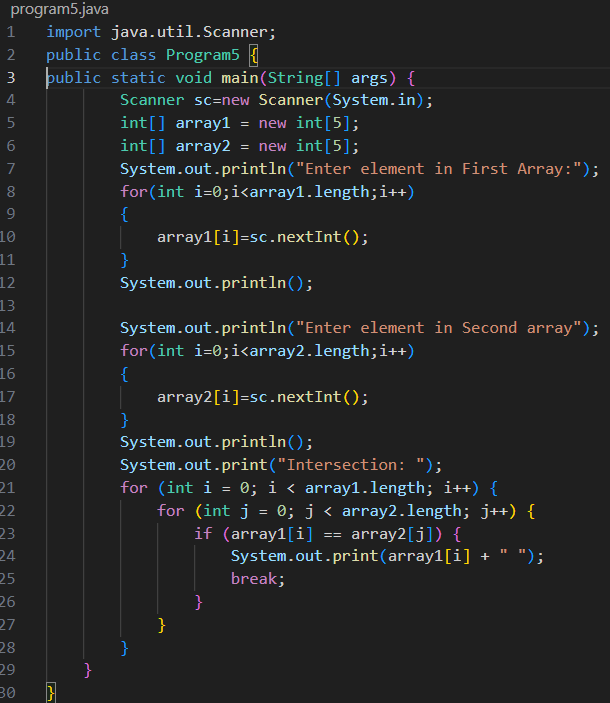 program5.java
1 import java.util.Scanner;
2 public class Program5 {
3 public static void main(String[] args) {
4 Scanner sc=new Scanner(System.in);
5 int[] array1 = new int[5];
6 int[] array2 = new int[5];
7 System.out.println("Enter element in First Array:");
8 for(int i=0;i<array1.length;i++)
9 {
10 array1[i]=sc.nextInt();
11 }
12 System.out.println();
13
14 System.out.println("Enter element in Second array");
15 for(int i=0;i<array2.length;i++)
16 {
17 array2[i]=sc.nextInt();
18 }
19 System.out.println();
20 System.out.print("Intersection: ");
21 for (int i = 0; i < array1.length; i++) {
22 for (int j = 0; j < array2.length; j++) {
23 if (array1[i] == array2[j]) {
24 System.out.print(array1[i] + " ");
25 break;
26 }
27 }
28 }
29 }
30 }